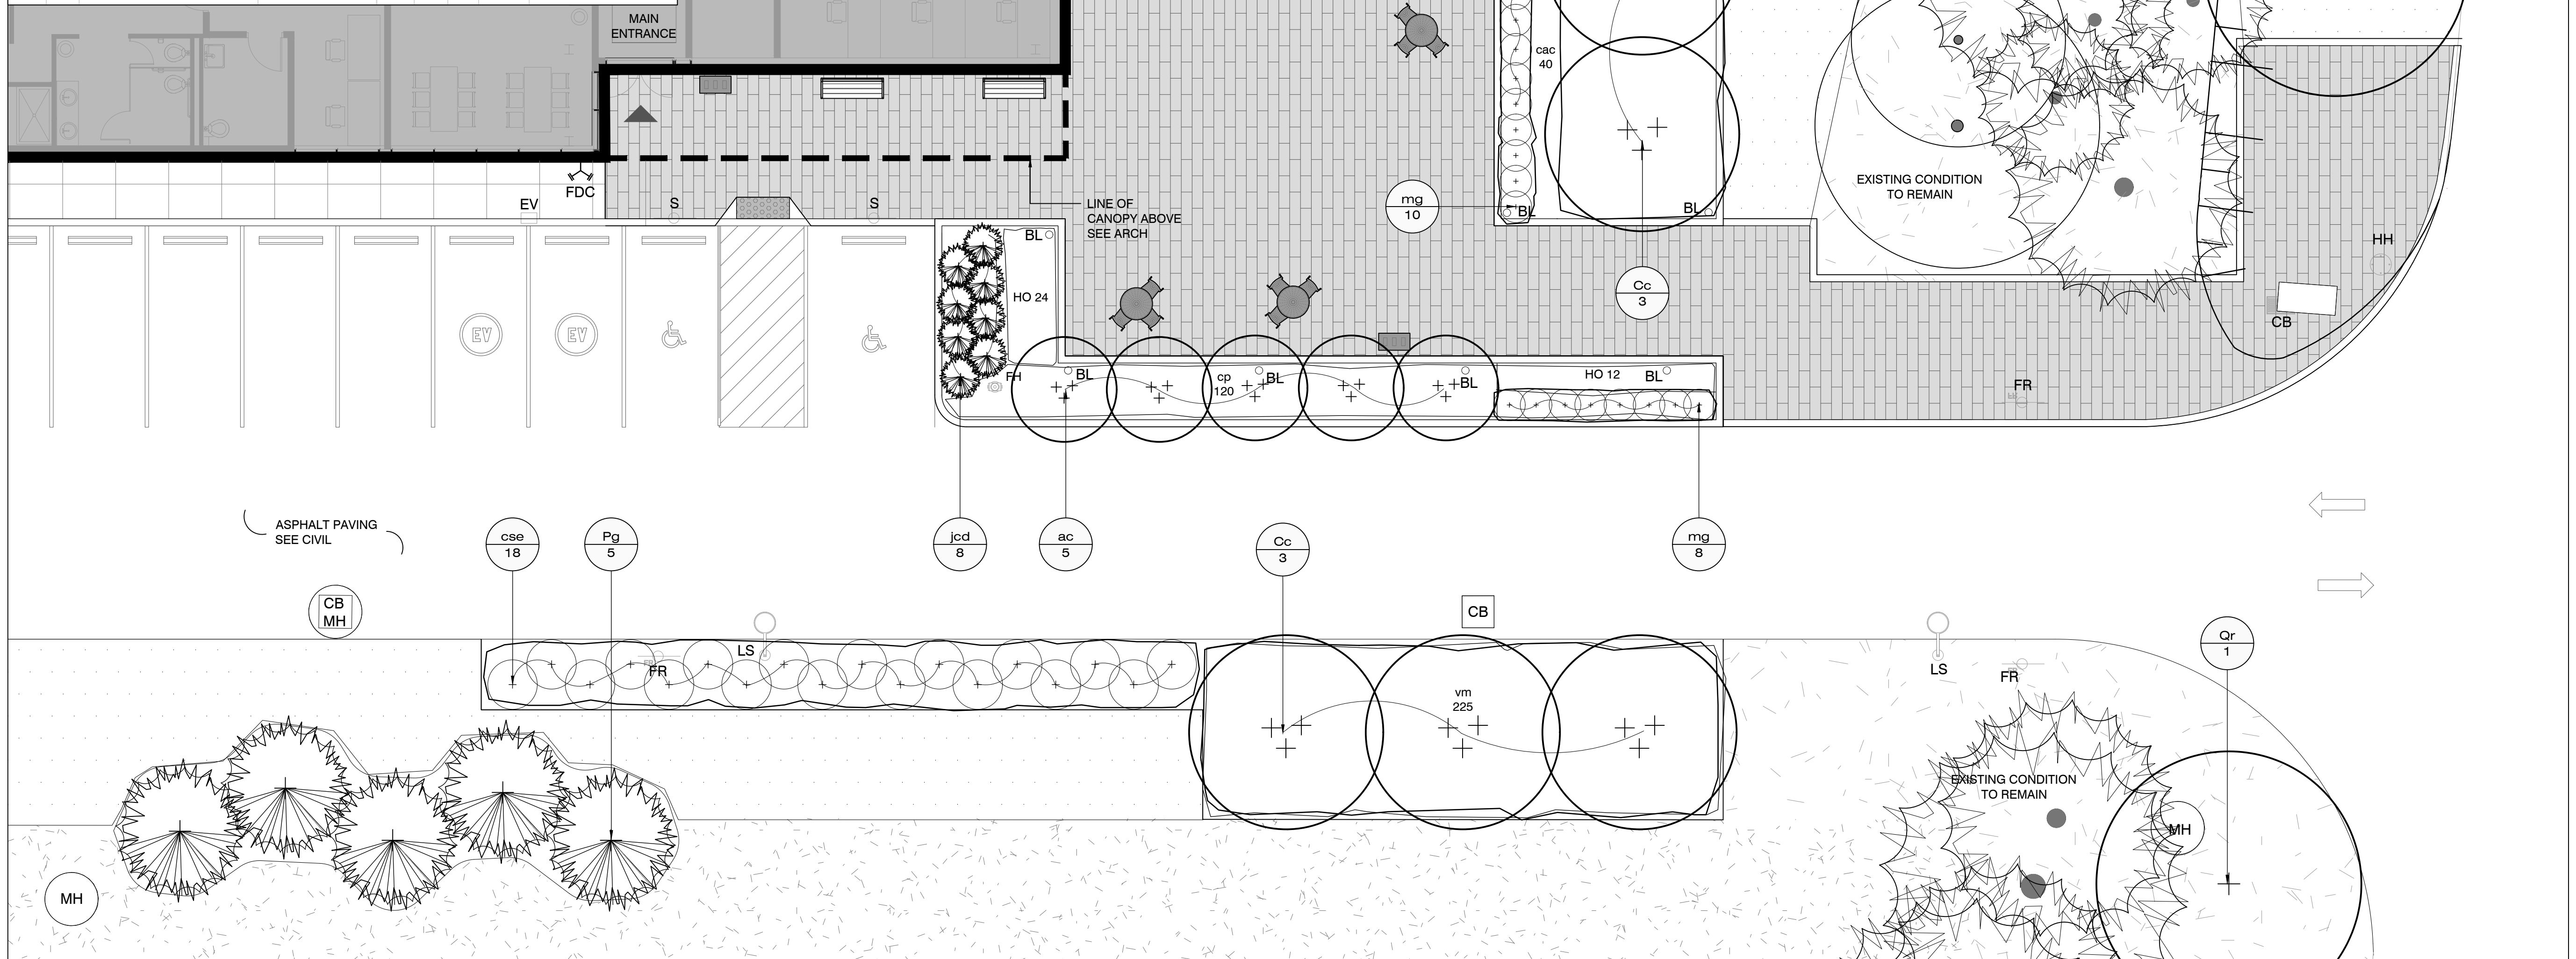 MAIN
ENTRANCE
cac
40
EXISTING CONDITION
TO REMAIN
FDC
EV
S
S
LINE OF
CANOPY ABOVE
SEE ARCH
mg
10
BL
BL
BL
HO 24
HH
Cc
3
CB
EV
EV
FH
BL
cp
120
BL
BL
HO 12
BL
FR
ASPHALT PAVING
SEE CIVIL
cse
18
Pg
5
jcd
8
ac
5
Cc
3
mg
8
CB
MH
CB
Qr
1
LS
FR
LS
FR
vm
225
EXISTING CONDITION
TO REMAIN
MH
MH